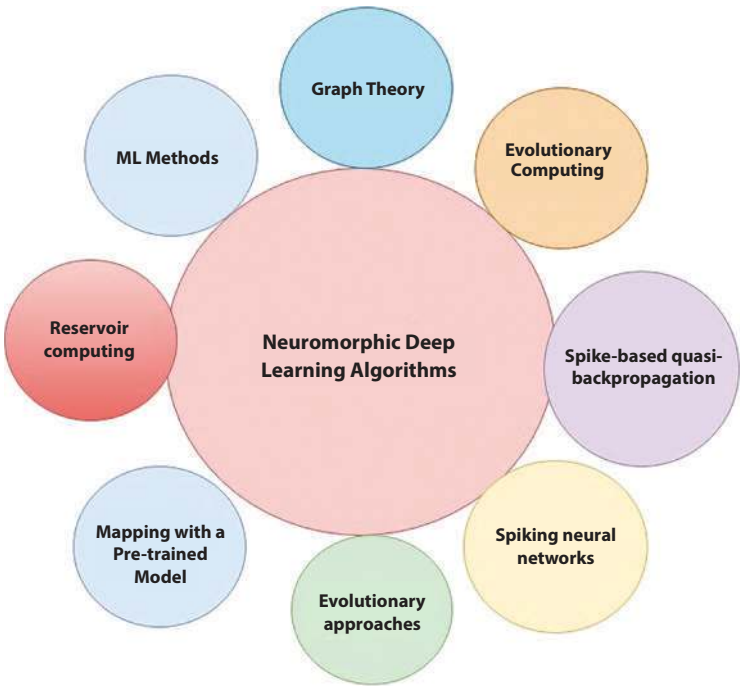 Graph Theory
Evolutionary
Computing
ML Methods
Reservoir
computing
Neuromorphic Deep
Learning Algorithms
Spike-based quasi-
backpropagation
Mapping with a
Pre-trained
Model
Spiking neural
networks
Evolutionary
approaches